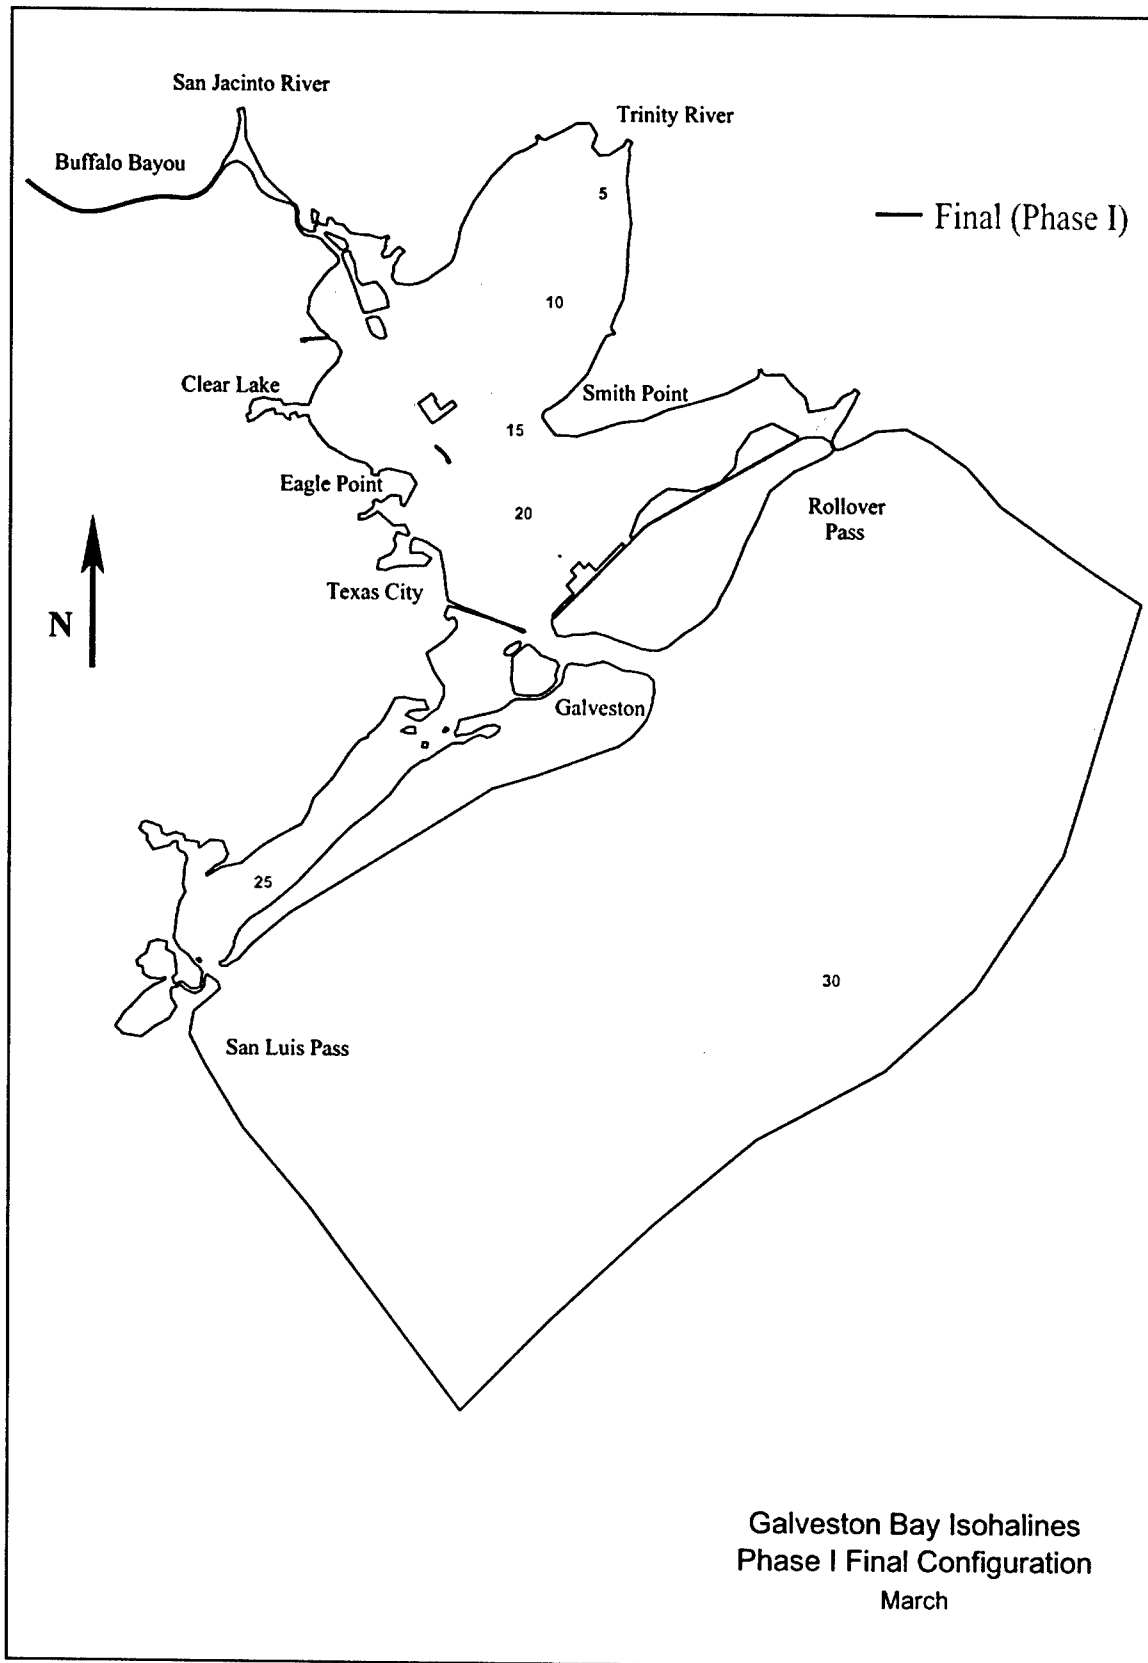 San Jacinto River
Trinity River
Buffalo Bayou
5
Final (Phase I)
10
Clear Lake
Smith Point
15
Eagle Point
20
Rollover
Pass
Texas City
N
Galveston
25
30
San Luis Pass
Galveston Bay Isohalines
Phase I Final Configuration
March